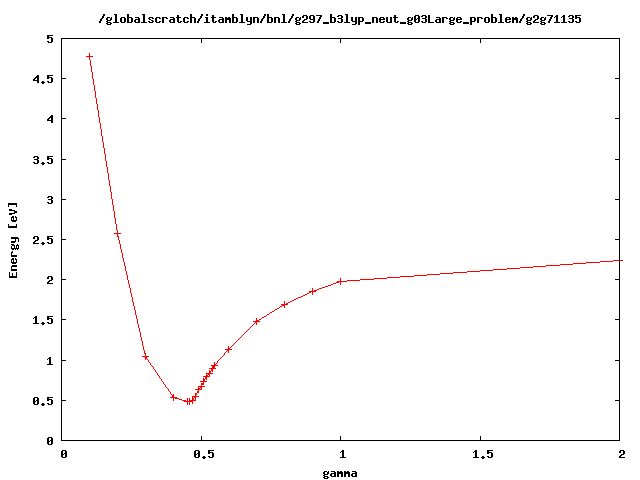 /globalscratch/itamblyn/bnl/g297_b3lyp_neut_g03Large_problem/g2g71135
5
4.5
4
3.5
3
2.5
2
1.5
1
0.5
0
Energy [eV]
0 0.5 1 1.5 2
gamma